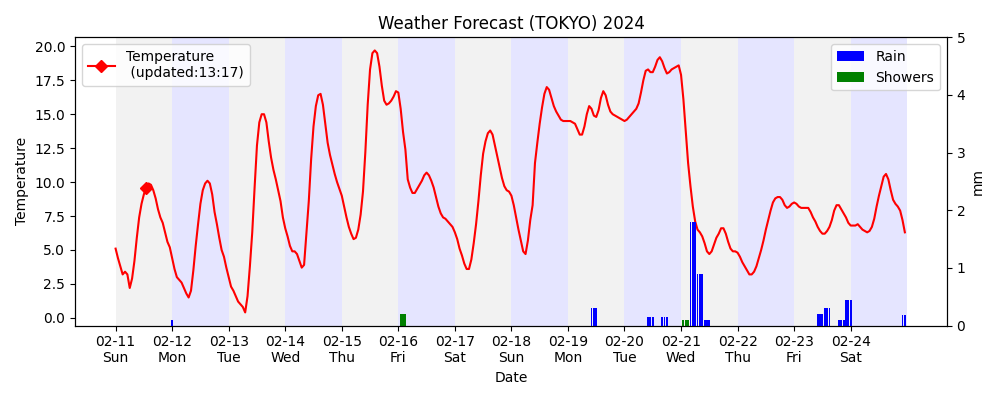 Weather Forecast (TOKYO) 2024
Temperature
(updated:13:17)
Rain
Showers
Temperature
20.0
17.5
15.0
12.5
10.0
7.5
5.0
2.5
0.0
5
4
3
2
1
0
mm
02-11 02-12 02-13 02-14 02-15 02-16 02-17 02-18 02-19 02-20 02-21 02-22 02-23 02-24
Sun Mon Tue Wed Thu Fri Sat Sun Mon Tue Wed Thu Fri Sat
Date